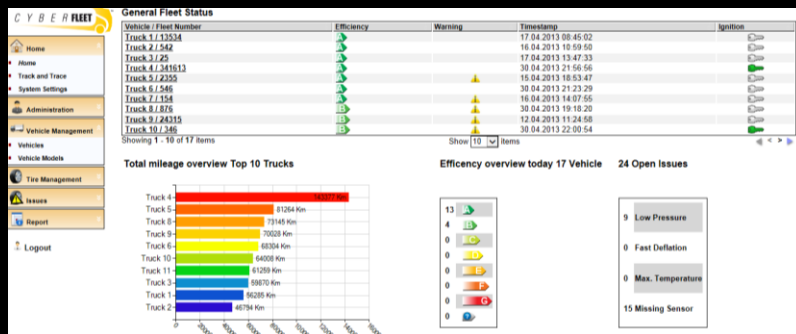 CYBERFLEET
General Fleet Status
Home
Home
Track and Trace
System Settings
Administration
Vehicle Management
Vehicles
Vehicle Models
Tire Management
Issues
Report
Logout
Vehicle / Fleet Number Efficiency Warning Timestamp Ignition
Truck 1 / 13534 A 17.04.2013 08:45:02
Truck 2 / 542 A 16.04.2013 10:59:50
Truck 3 / 25 A 17.04.2013 13:47:33
Truck 4 / 341613 A 30.04.2013 21:56:56
Truck 5 / 2355 A 15.04.2013 18:53:47
Truck 6 / 546 A 30.04.2013 21:23:29
Truck 7 / 154 A 16.04.2013 14:07:55
Truck 8 / 876 B 30.04.2013 19:18:20
Truck 9 / 24315 B 12.04.2013 11:24:58
Truck 10 / 346 B 30.04.2013 22:00:54
Showing 1 - 10 of 17 Items Show 10 items < >
Total mileage overview Top 10 Trucks
Truck 4
Truck 5 81264 Km
Truck 8 73145 Km
Truck 9 70028 Km
Truck 6 68304 Km
Truck 10 64008 Km
Truck 11 61259 Km
Truck 3 59870 Km
Truck 1 56285 Km
Truck 2 46794 Km
0
Efficency overview today 17 Vehicle
13 A
4 B
0 C
0 D
0 E
0 F
0 G
0 ?
24 Open Issues
9 Low Pressure
0 Fast Deflation
0 Max. Temperature
15 Missing Sensor